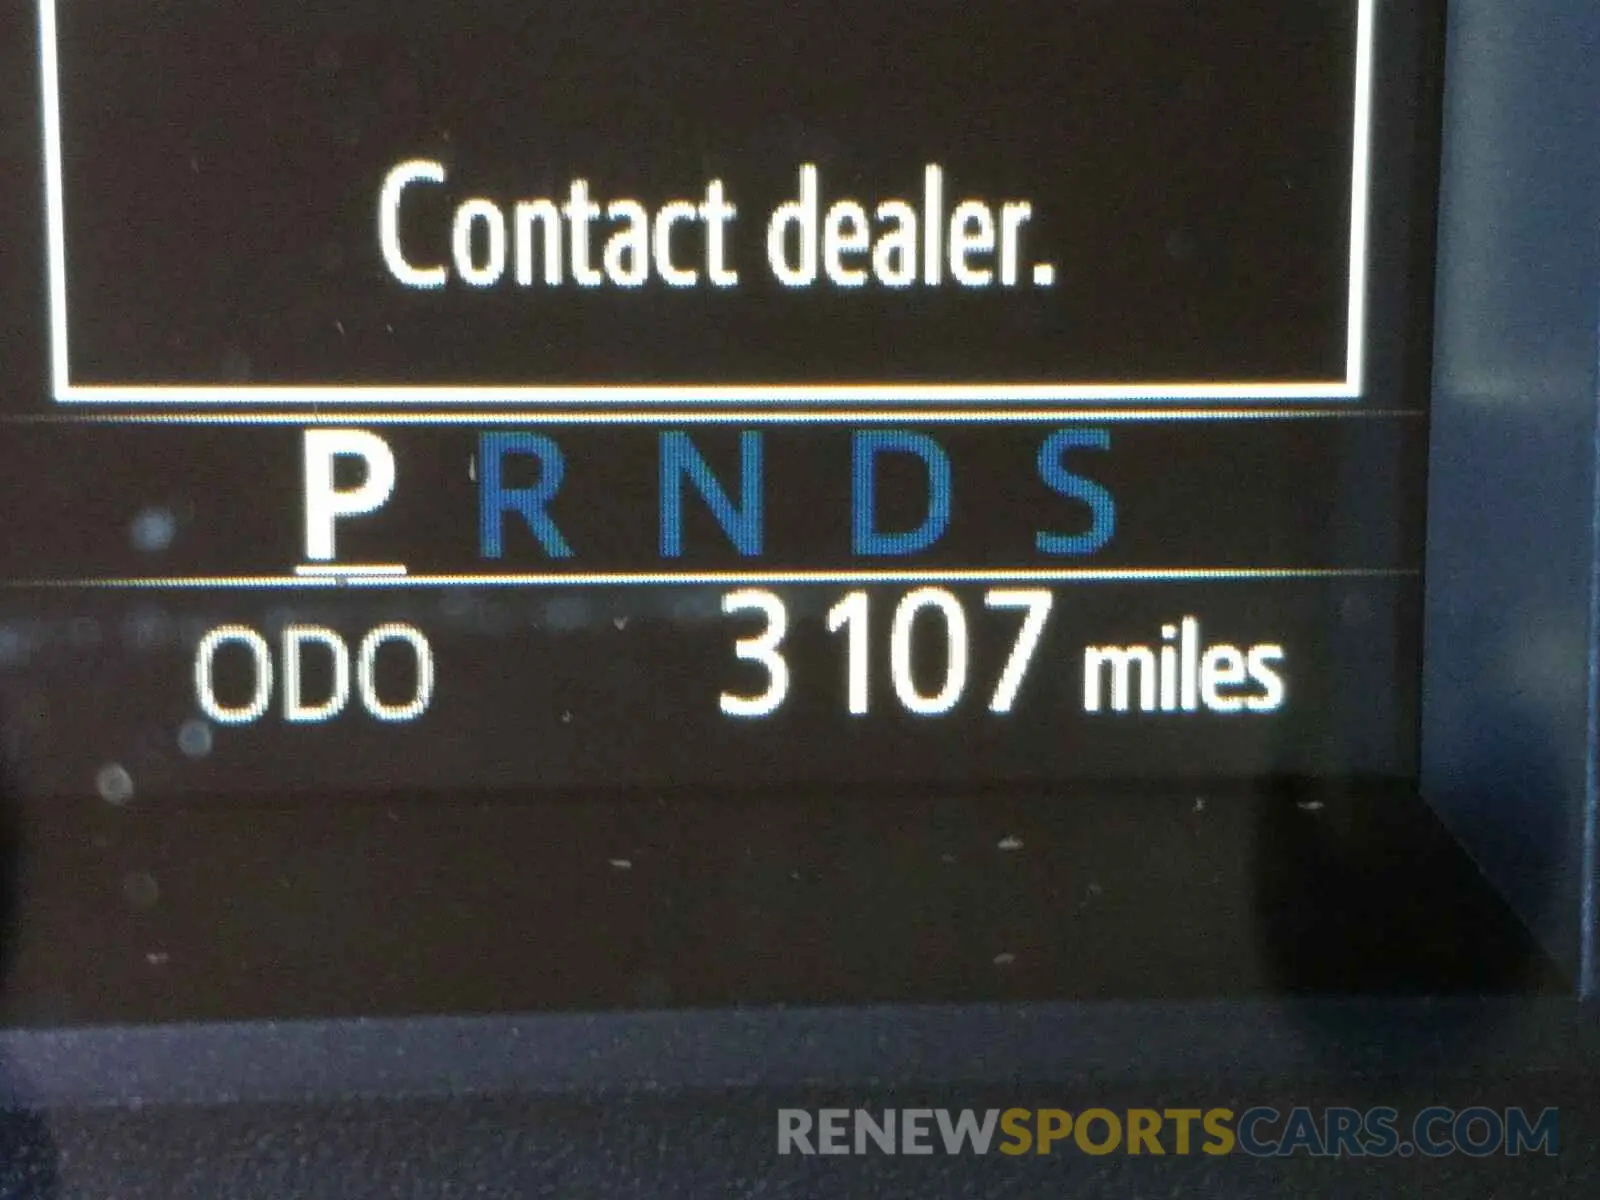 Contact dealer.
P R N D S
ODO 3107 miles
RENEWSPORTSCARS.COM